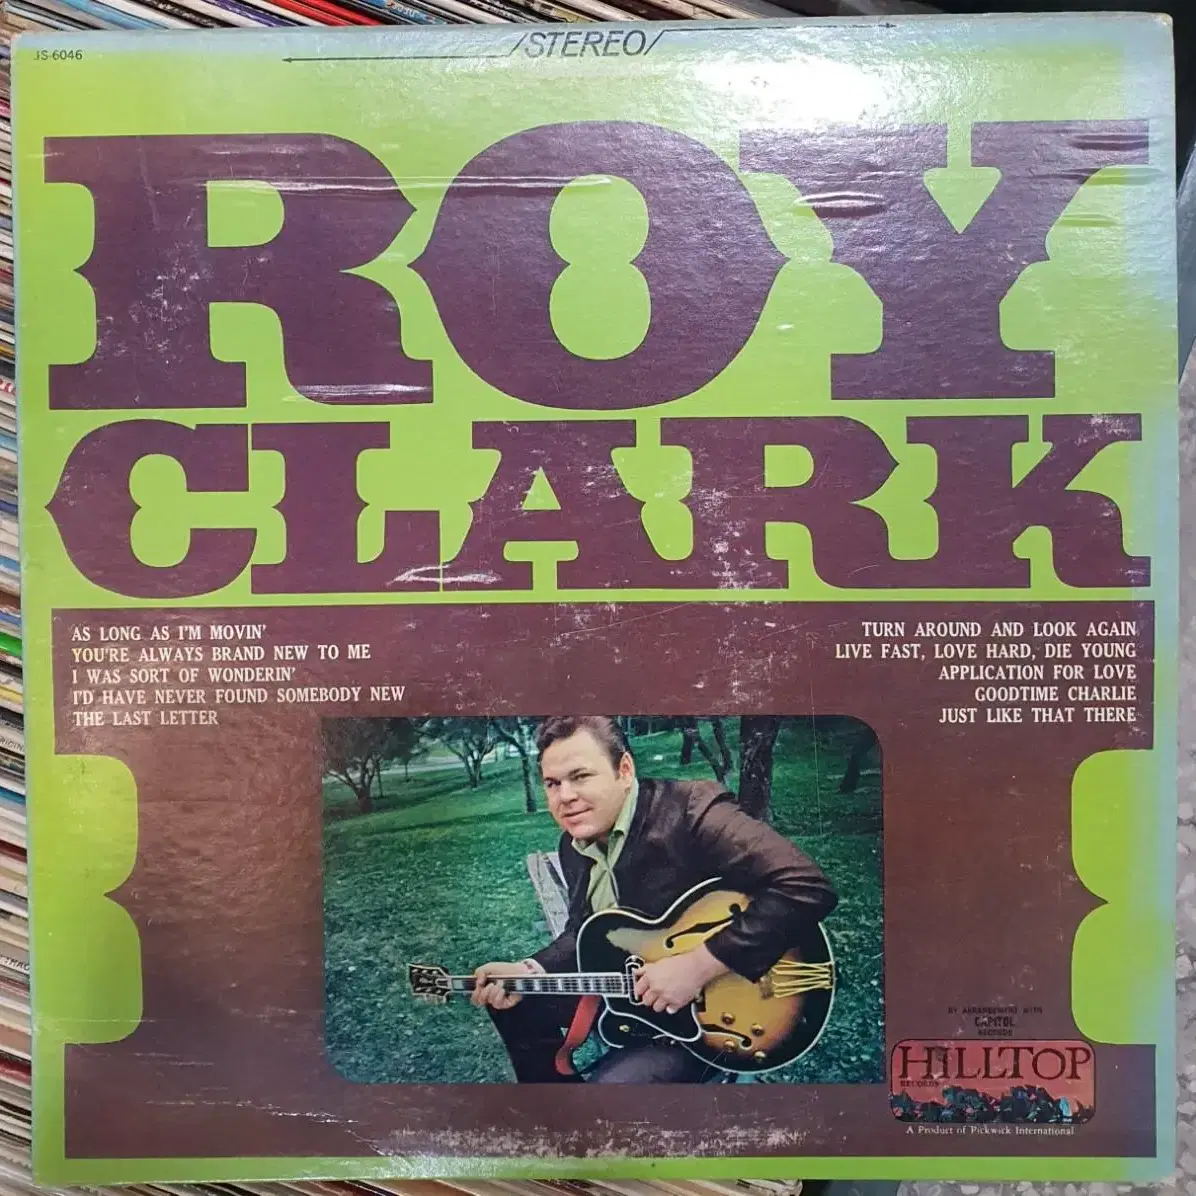 JS-6046
STEREO
ROY
CLARK
AS LONG AS I'M MOVIN'
YOU'RE ALWAYS BRAND NEW TO ME
I WAS SORT OF WONDERIN'
I'D HAVE NEVER FOUND SOMEBODY NEW
THE LAST LETTER
TURN AROUND AND LOOK AGAIN
LIVE FAST, LOVE HARD, DIE YOUNG
APPLICATION FOR LOVE
GOODTIME CHARLIE
JUST LIKE THAT THERE
BY ARRANGEMENT WITH
CAPITOL
RECORDS
HILLTOP
RECORDS
A Product of Pickwick International